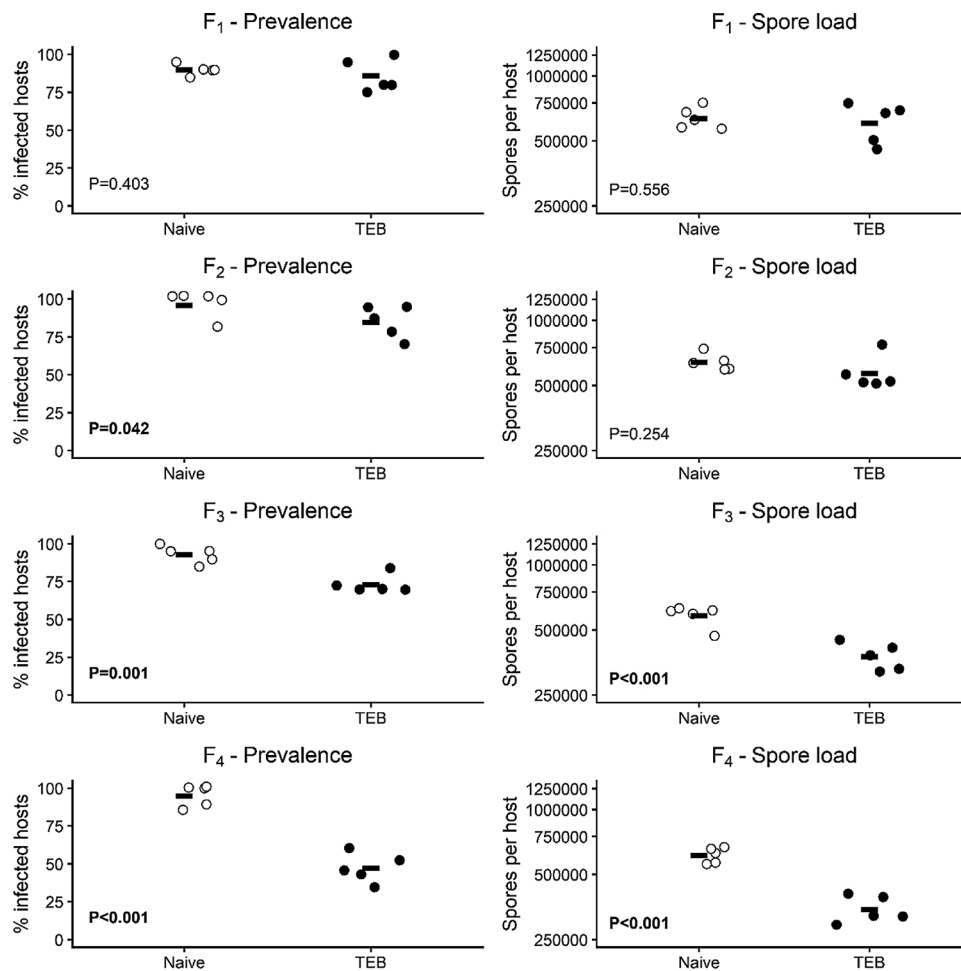 F₁ - Prevalence
F₁ - Spore load
% infected hosts
100
75
50
25
0
P=0.403
Naive
TEB
Spores per host
1250000
1000000
750000
500000
250000
P=0.556
Naive
TEB
F₂ - Prevalence
F₂ - Spore load
% infected hosts
100
75
50
25
0
P=0.042
Naive
TEB
Spores per host
1250000
1000000
750000
500000
250000
P=0.254
Naive
TEB
F₃ - Prevalence
F₃ - Spore load
% infected hosts
100
75
50
25
0
P=0.001
Naive
TEB
Spores per host
1250000
1000000
750000
500000
250000
P<0.001
Naive
TEB
F₄ - Prevalence
F₄ - Spore load
% infected hosts
100
75
50
25
0
P<0.001
Naive
TEB
Spores per host
1250000
1000000
750000
500000
250000
P<0.001
Naive
TEB